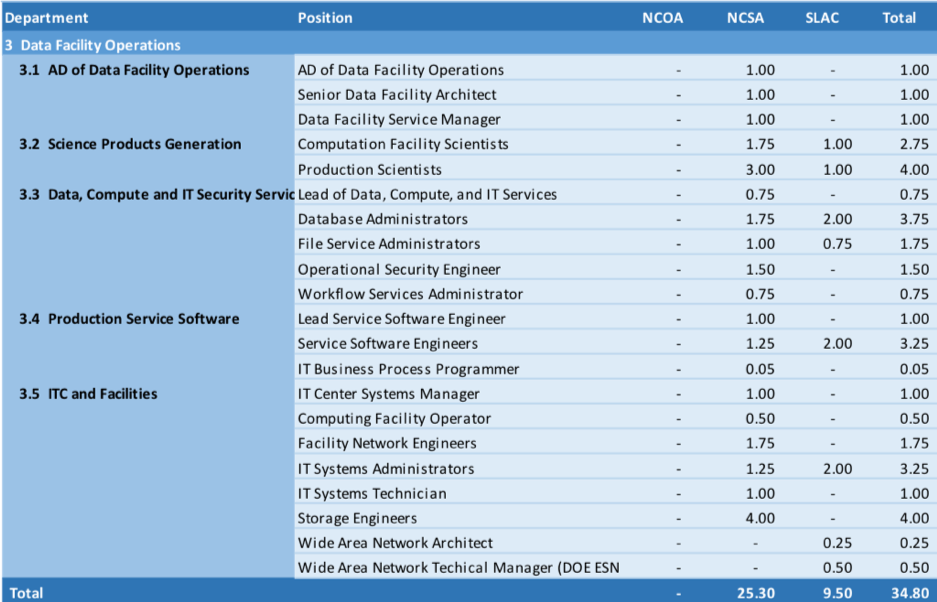 Department Position NCOA NCSA SLAC Total
3 Data Facility Operations
3.1 AD of Data Facility Operations AD of Data Facility Operations - 1.00 - 1.00
Senior Data Facility Architect - 1.00 - 1.00
Data Facility Service Manager - 1.00 - 1.00
3.2 Science Products Generation Computation Facility Scientists - 1.75 1.00 2.75
Production Scientists - 3.00 1.00 4.00
3.3 Data, Compute and IT Security Servic Lead of Data, Compute, and IT Services - 0.75 - 0.75
Database Administrators - 1.75 2.00 3.75
File Service Administrators - 1.00 0.75 1.75
Operational Security Engineer - 1.50 - 1.50
Workflow Services Administrator - 0.75 - 0.75
3.4 Production Service Software Lead Service Software Engineer - 1.00 - 1.00
Service Software Engineers - 1.25 2.00 3.25
IT Business Process Programmer - 0.05 - 0.05
3.5 ITC and Facilities IT Center Systems Manager - 1.00 - 1.00
Computing Facility Operator - 0.50 - 0.50
Facility Network Engineers - 1.75 - 1.75
IT Systems Administrators - 1.25 2.00 3.25
IT Systems Technician - 1.00 - 1.00
Storage Engineers - 4.00 - 4.00
Wide Area Network Architect - - 0.25 0.25
Wide Area Network Techical Manager (DOE ESN - - 0.50 0.50
Total - 25.30 9.50 34.80